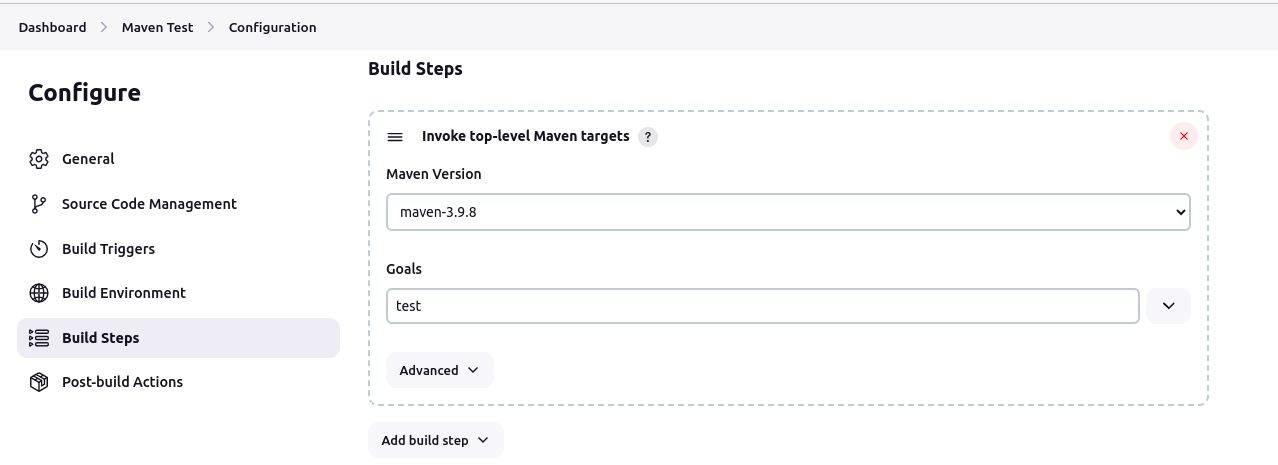 Dashboard > Maven Test > Configuration
Configure
General
Source Code Management
Build Triggers
Build Environment
Build Steps
Post-build Actions
Build Steps
Invoke top-level Maven targets ?
Maven Version
maven-3.9.8
Goals
test
Advanced
Add build step